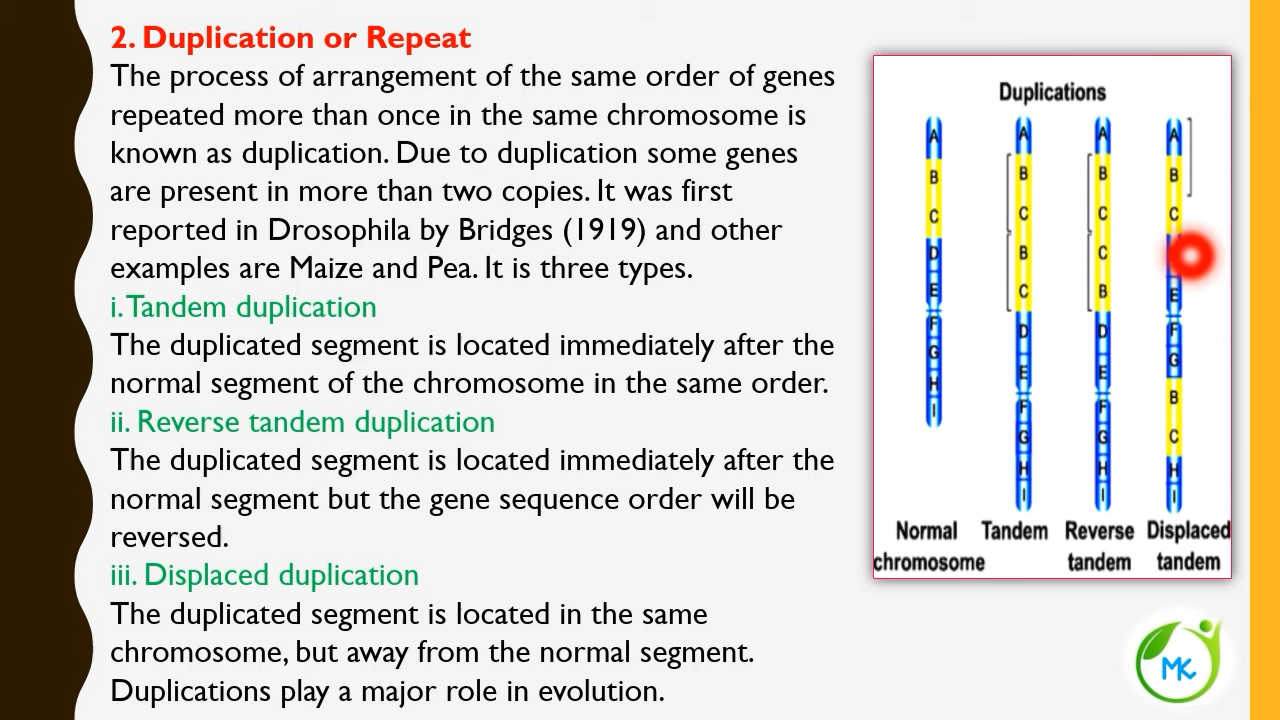 2. Duplication or Repeat
The process of arrangement of the same order of genes
repeated more than once in the same chromosome is
known as duplication. Due to duplication some genes
are present in more than two copies. It was first
reported in Drosophila by Bridges (1919) and other
examples are Maize and Pea. It is three types.
i. Tandem duplication
The duplicated segment is located immediately after the
normal segment of the chromosome in the same order.
ii. Reverse tandem duplication
The duplicated segment is located immediately after the
normal segment but the gene sequence order will be
reversed.
iii. Displaced duplication
The duplicated segment is located in the same
chromosome, but away from the normal segment.
Duplications play a major role in evolution.
Duplications
A
B
C
D
E
F
G
H
I
Normal
chromosome
A
B
C
B
C
D
E
F
G
H
I
Tandem
A
B
C
C
B
D
E
F
G
H
I
Reverse
tandem
A
B
C
E
F
G
B
C
H
I
Displaced
tandem
MK